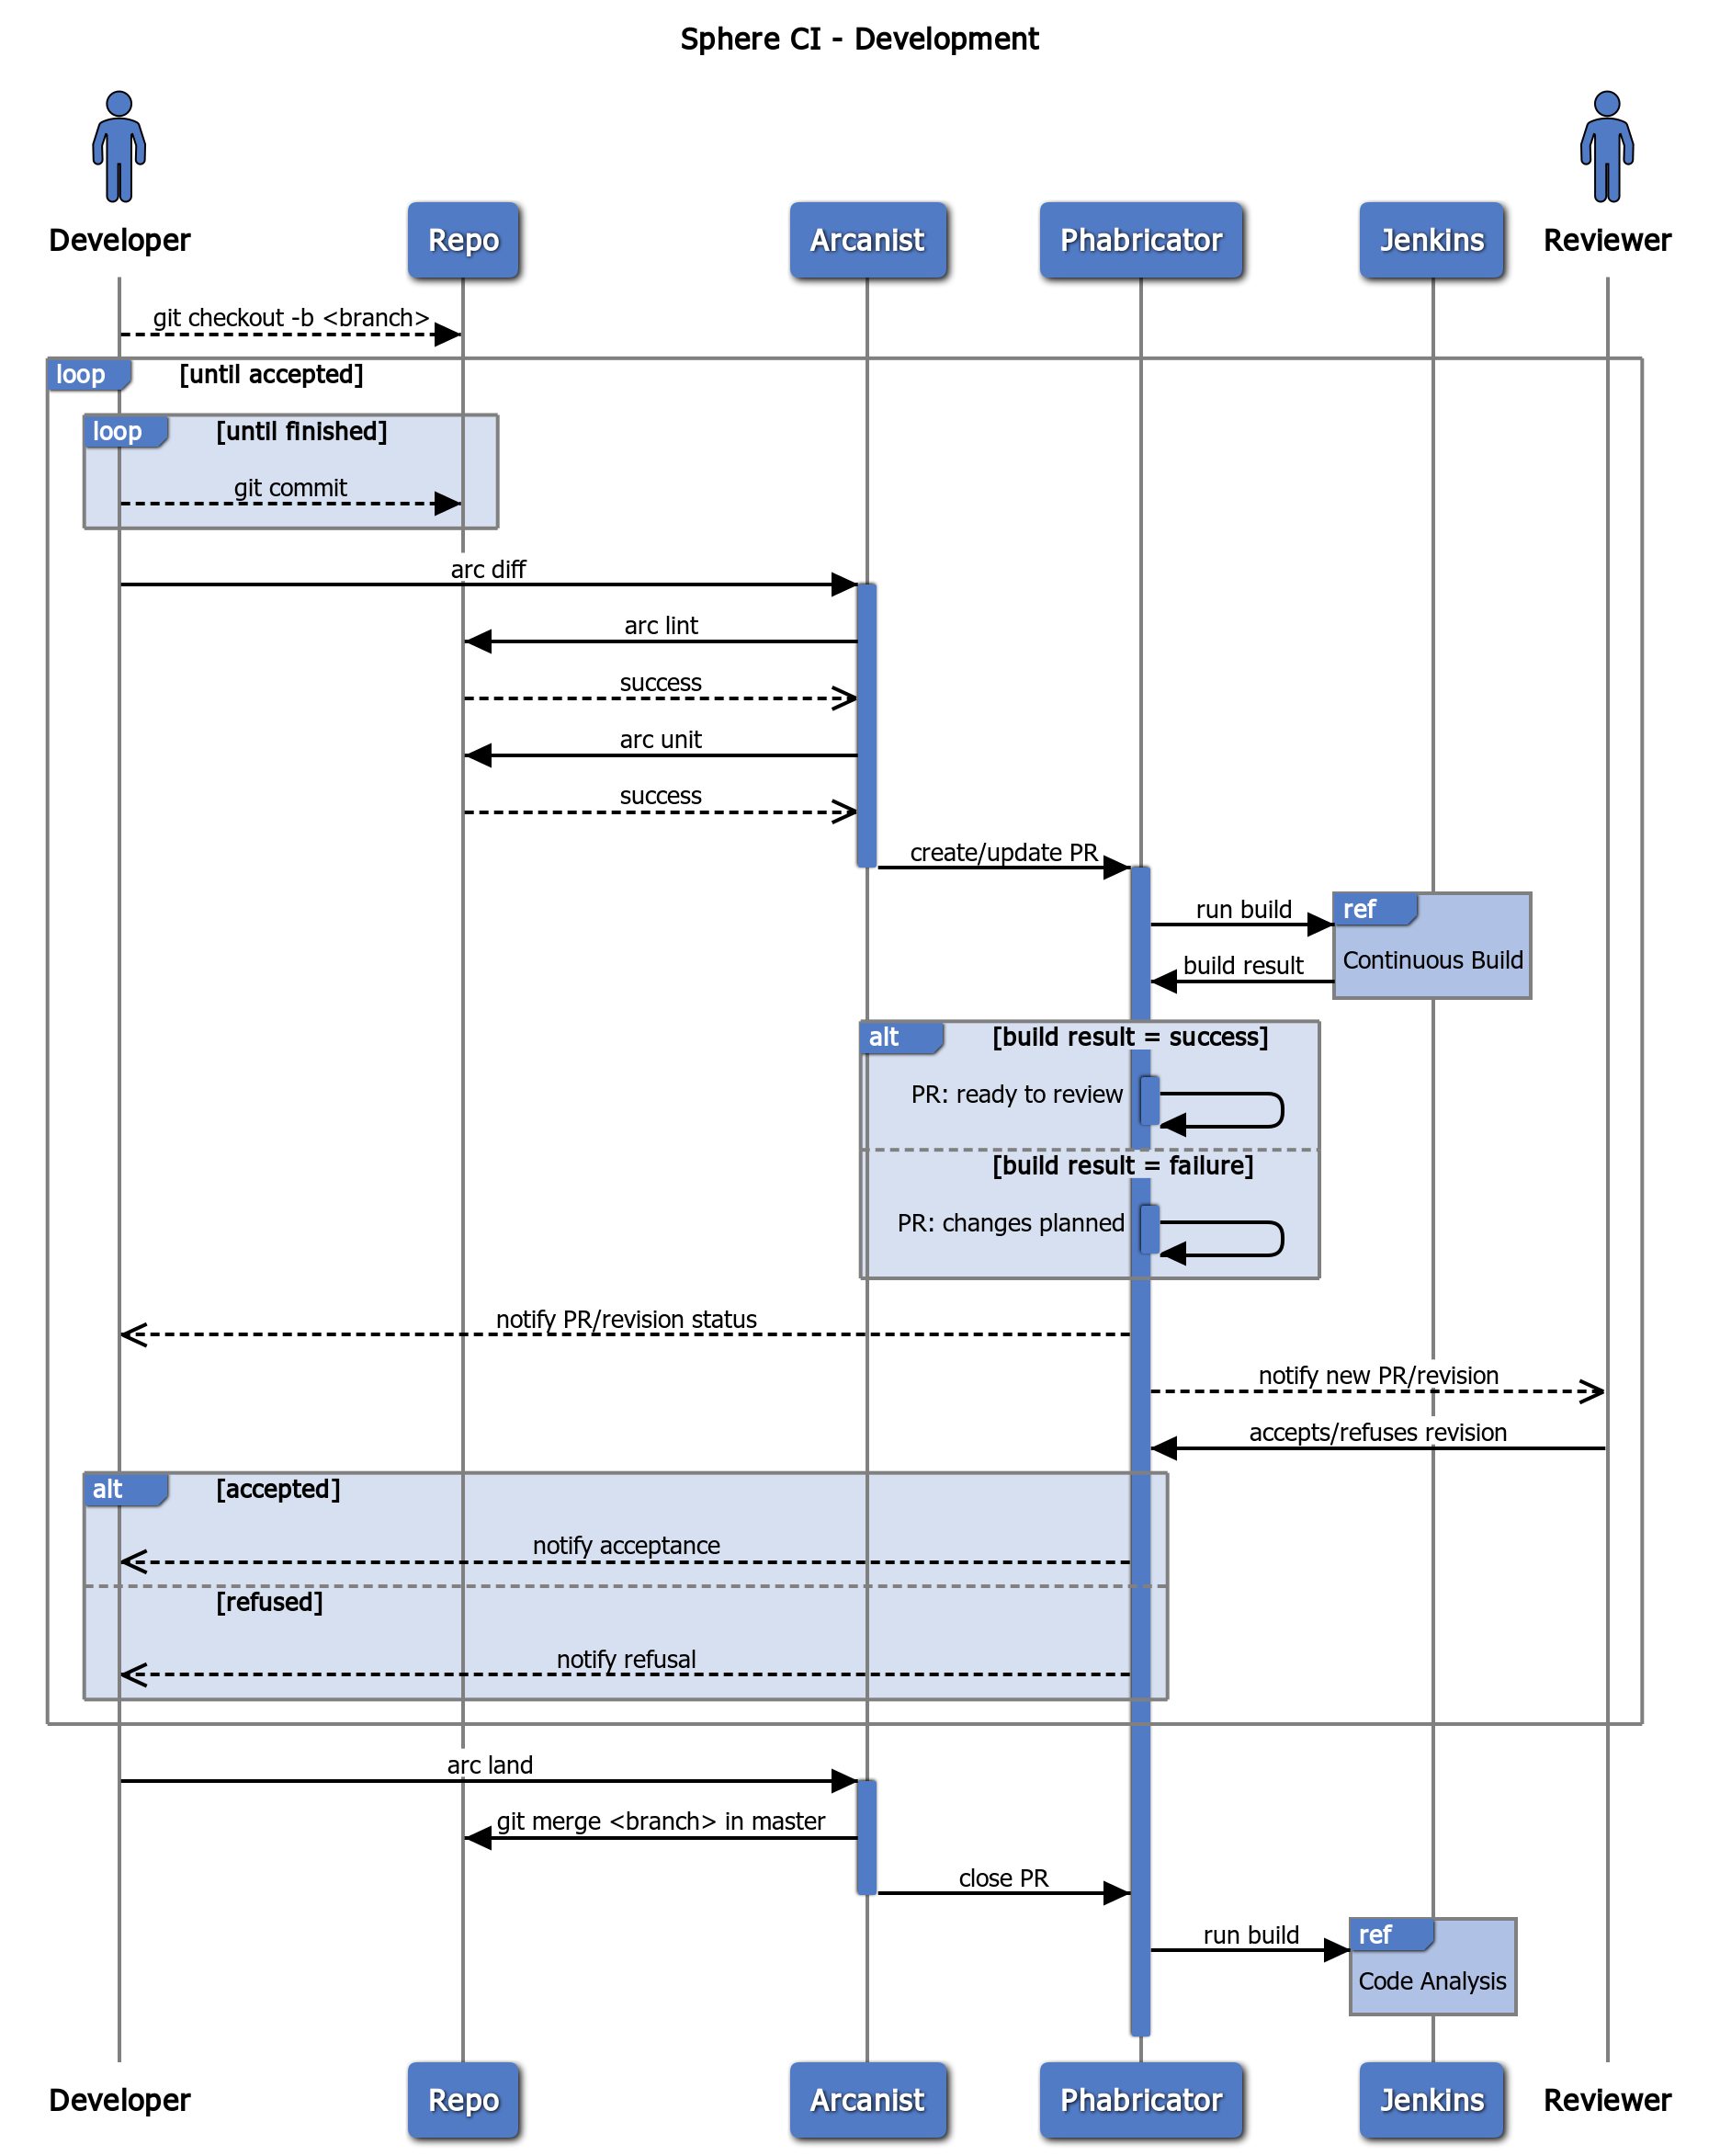 Sphere CI - Development
Developer
Repo
Arcanist
Phabricator
Jenkins
Reviewer
git checkout -b <branch>
loop [until accepted]
loop [until finished]
git commit
arc diff
arc lint
success
arc unit
success
create/update PR
run build
ref
Continuous Build
build result
alt [build result = success]
PR: ready to review
[build result = failure]
PR: changes planned
notify PR/revision status
notify new PR/revision
accepts/refuses revision
alt [accepted]
notify acceptance
[refused]
notify refusal
arc land
git merge <branch> in master
close PR
run build
ref
Code Analysis
Developer
Repo
Arcanist
Phabricator
Jenkins
Reviewer